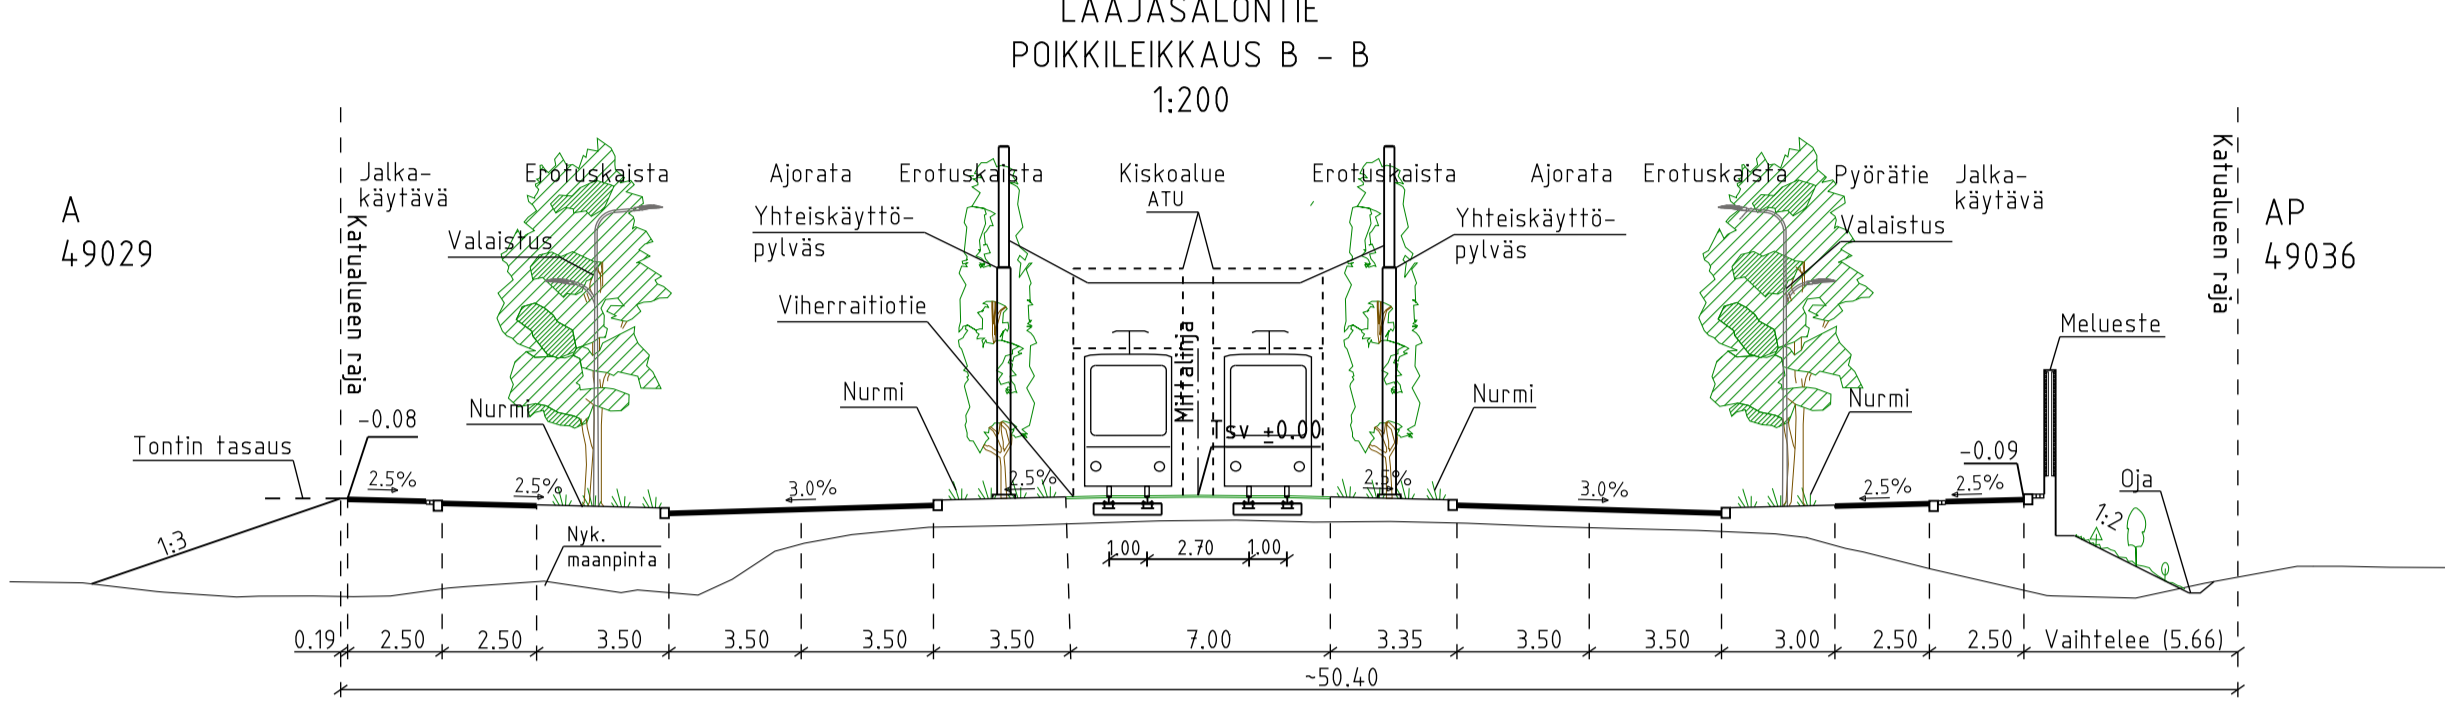 LAAJASALONTIE
POIKKILEIKKAUS B - B
1:200
A
49029
Katualueen raja
Jalka-
käytävä
Erotuskaista
Ajorata
Erotuskaista
Kiskoalue
ATU
Erotuskaista
Ajorata
Erotuskaista
Pyörätie
Jalka-
käytävä
Katualueen raja
AP
49036
Valaistus
Yhteiskäyttö-
pylväs
Yhteiskäyttö-
pylväs
Valaistus
Viherraitiotie
Mittalinja
Melueste
Nurmi
Nurmi
Nurmi
Nurmi
-0.08
Tsv ±0.00
-0.09
Tontin tasaus
Oja
2.5%
2.5%
3.0%
2.5%
2.5%
3.0%
2.5%
2.5%
1:3
1:2
Nyk.
maanpinta
1.00
2.70
1.00
0.19
2.50
2.50
3.50
3.50
3.50
3.50
7.00
3.35
3.50
3.50
3.00
2.50
2.50
Vaihtelee (5.66)
~50.40